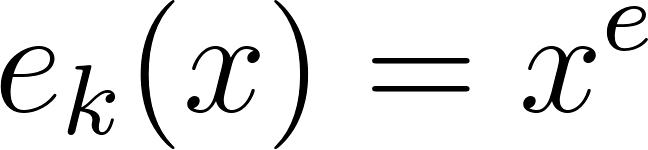 e_k(x) = x^e